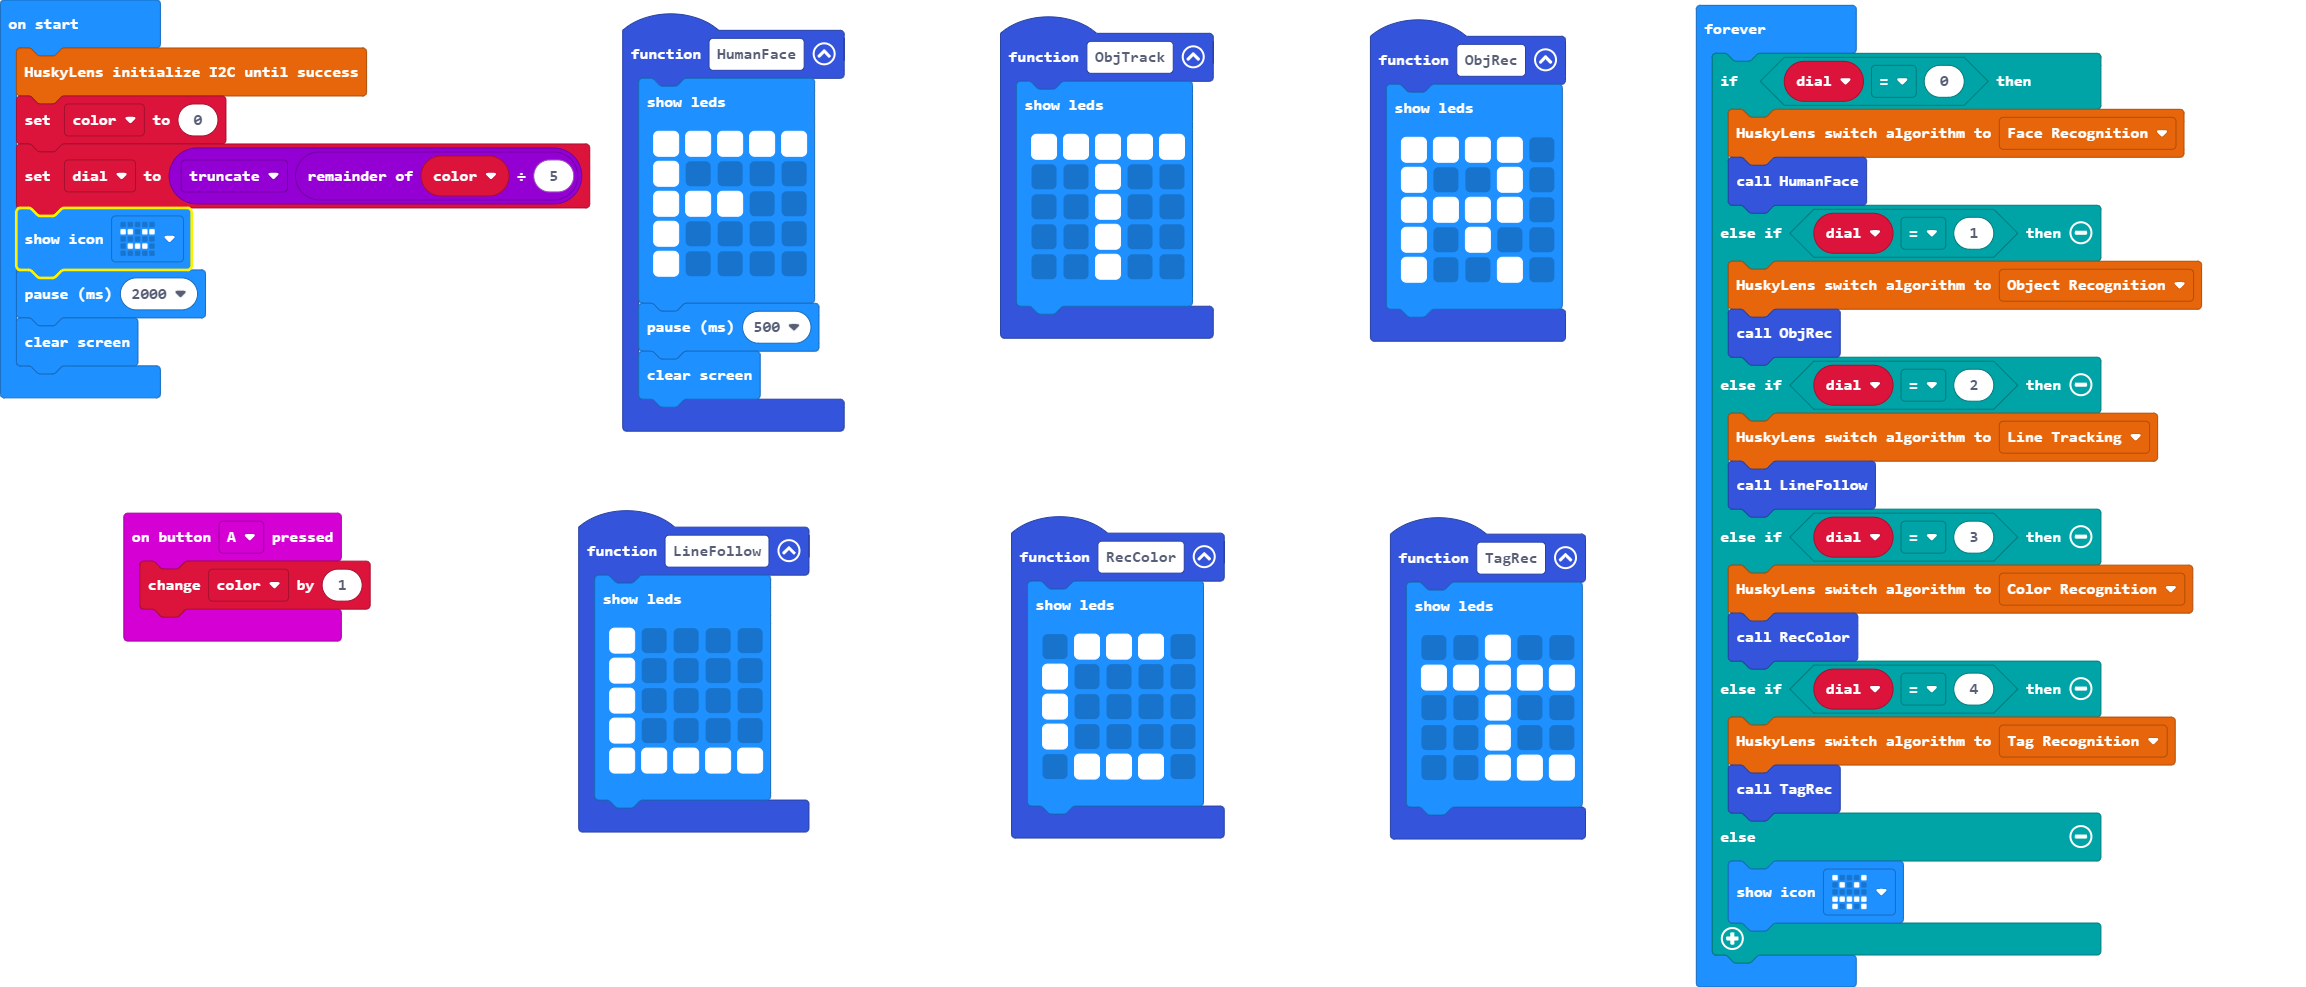 on start
HuskyLens initialize I2C until success
set color to 0
set dial to truncate remainder of color ÷ 5
show icon
pause (ms) 2000
clear screen
on button A pressed
change color by 1
function HumanFace
show leds
pause (ms) 500
clear screen
function ObjTrack
show leds
function ObjRec
show leds
function LineFollow
show leds
function RecColor
show leds
function TagRec
show leds
forever
if dial = 0 then
HuskyLens switch algorithm to Face Recognition
call HumanFace
else if dial = 1 then
HuskyLens switch algorithm to Object Recognition
call ObjRec
else if dial = 2 then
HuskyLens switch algorithm to Line Tracking
call LineFollow
else if dial = 3 then
HuskyLens switch algorithm to Color Recognition
call RecColor
else if dial = 4 then
HuskyLens switch algorithm to Tag Recognition
call TagRec
else
show icon